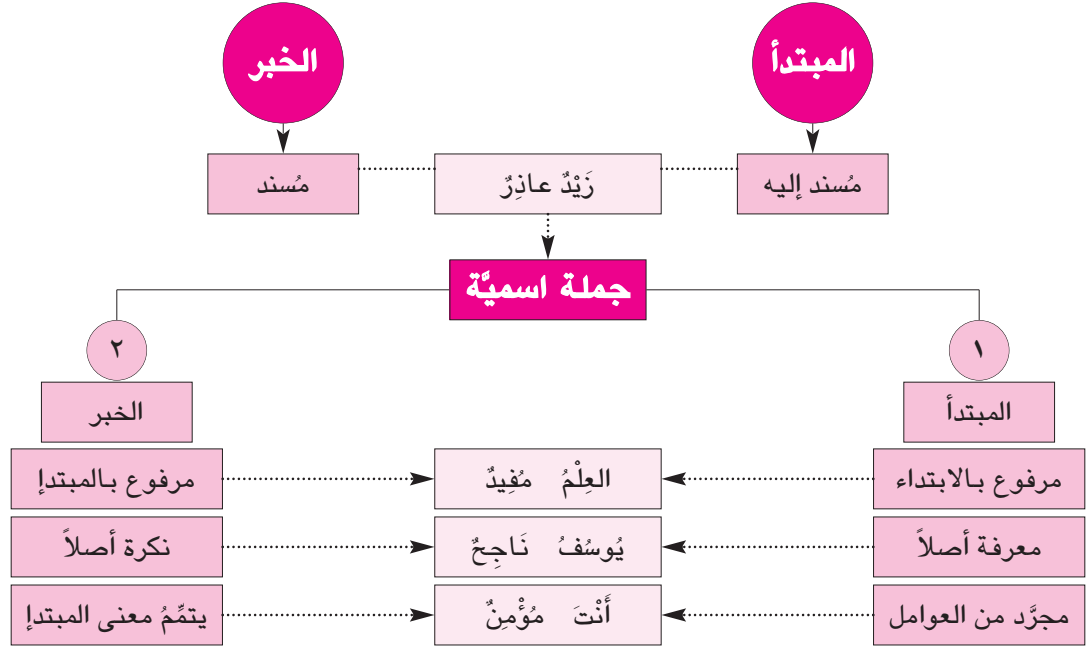 المبتدأ
الخبر
مُسند إليه
زَيْدٌ عاذِرٌ
مُسند
جملة اسميَّة
١
٢
المبتدأ
الخبر
مرفوع بالابتداء
العِلْمُ مُفِيدٌ
مرفوع بالمبتدإ
معرفة أصلاً
يُوسُفُ نَاجِحٌ
نكرة أصلاً
مجرَّد من العوامل
أَنْتَ مُؤْمِنٌ
يتمِّمُ معنى المبتدإ